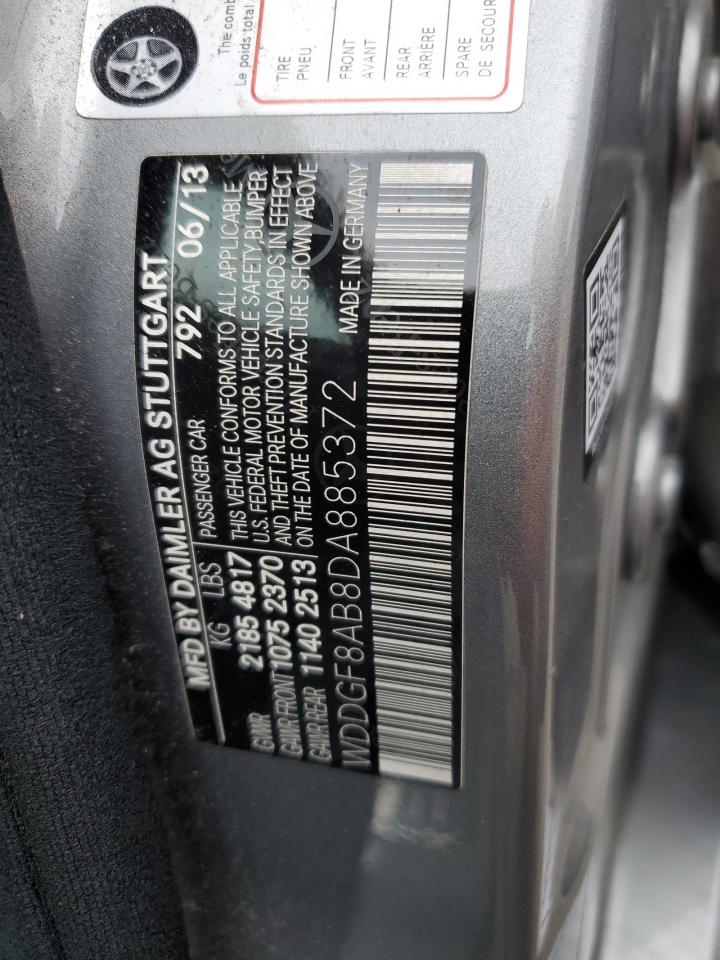 The comb
Le poids total
TIRE
PNEU
FRONT
AVANT
REAR
ARRIÈRE
SPARE
DE SECOUR
MFD BY DAIMLER AG STUTTGART
KG LBS PASSENGER CAR 792 06/13
GVWR 2185 4817
GAWR FRONT 1075 2370
GAWR REAR 1140 2513
THIS VEHICLE CONFORMS TO ALL APPLICABLE
U.S. FEDERAL MOTOR VEHICLE SAFETY, BUMPER
AND THEFT PREVENTION STANDARDS IN EFFECT
ON THE DATE OF MANUFACTURE SHOWN ABOVE
WDDGF8AB8DA885372 MADE IN GERMANY